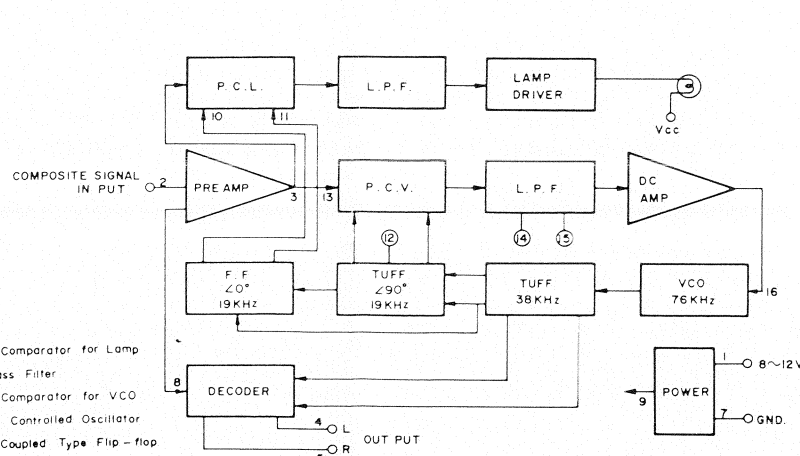 P.C.L.
L.P.F.
LAMP
DRIVER
10
11
Vcc
COMPOSITE SIGNAL
IN PUT
2
PRE AMP
3
13
P.C.V.
L.P.F
DC
AMP
12
14
15
F.F
∠0°
19KHz
TUFF
∠90°
19KHz
TUFF
38KHz
VCO
76KHz
16
Comparator for Lamp
Filter
Comparator for VCO
Controlled Oscillator
Coupled Type Flip-flop
8
DECODER
4
L
R
OUT PUT
POWER
9
1
8~12V
7
GND.